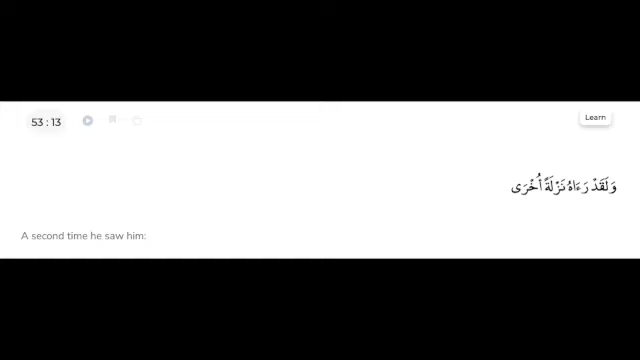 53 : 13
Learn
وَلَقَدْ رَءَاهُ نَزْلَةً أُخْرَى
A second time he saw him: